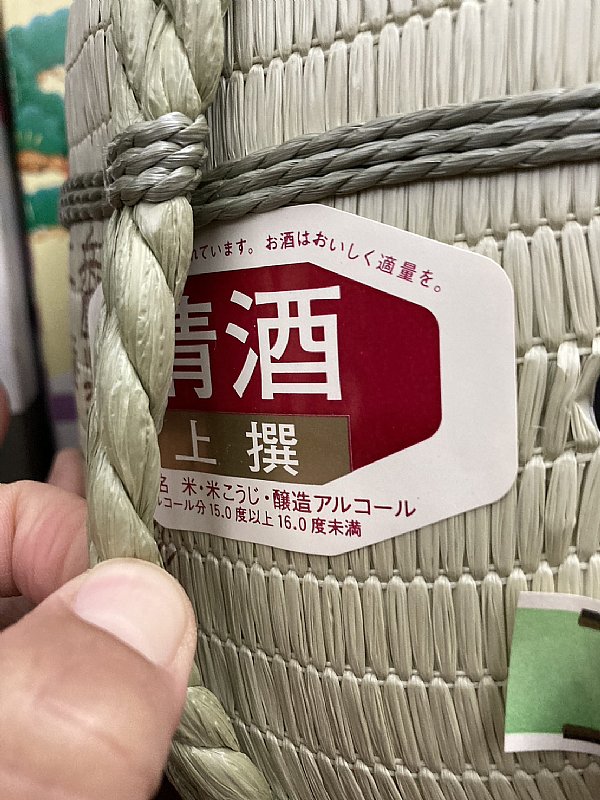 れています。お酒はおいしく適量を。
清酒
上撰
名 米・米こうじ・醸造アルコール
ルコール分15.0度以上16.0度未満